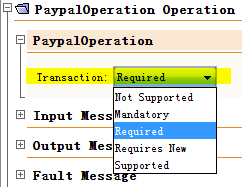 PaypalOperation Operation
PaypalOperation
Transaction: Required
Not Supported
Mandatory
Required
Requires New
Supported
Input Mess
Output Mes
Fault Message